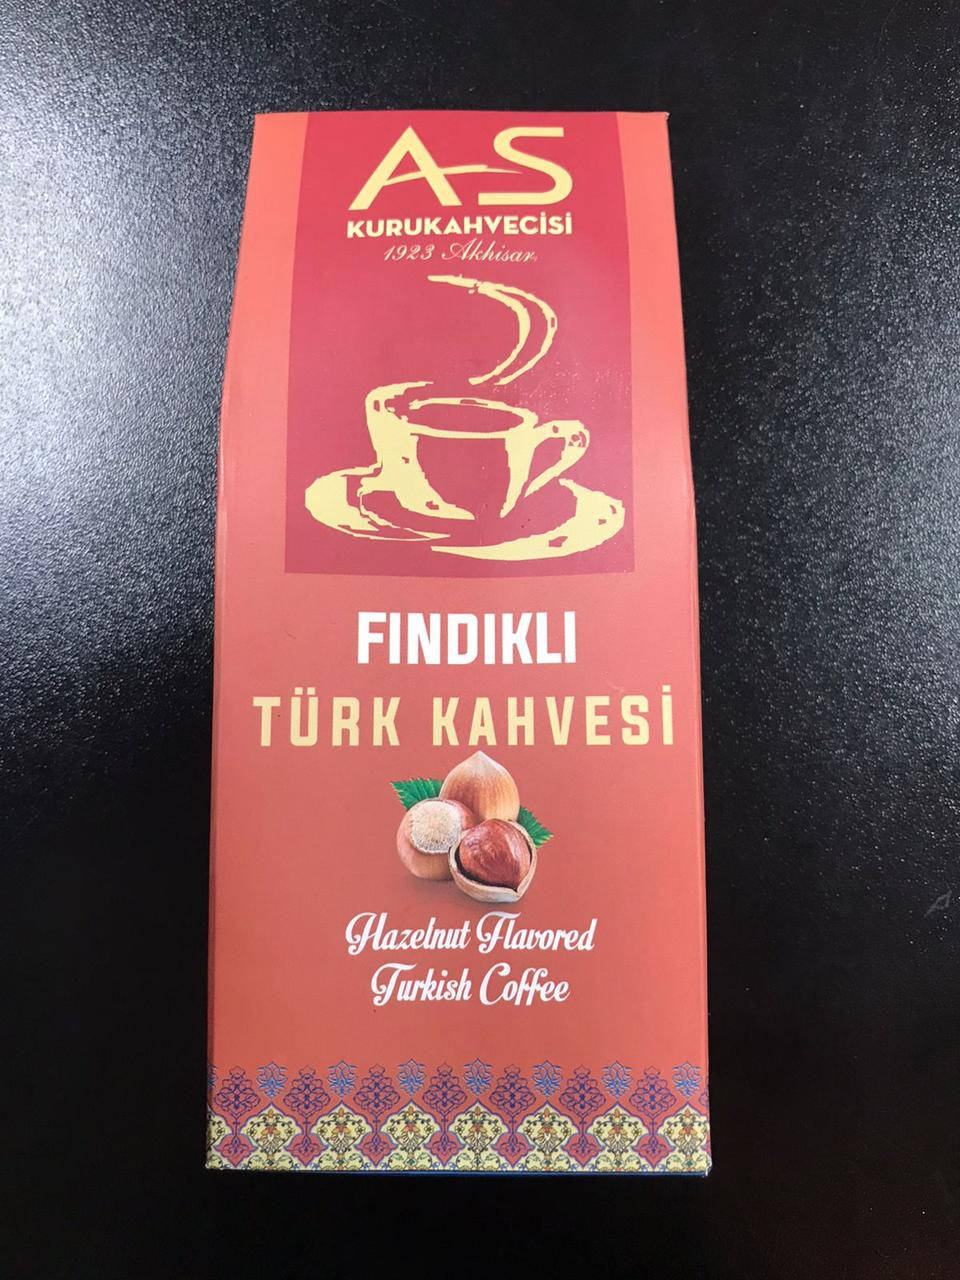 AS
KURUKAHVECİSİ
1923 Akhisar
FINDIKLI
TÜRK KAHVESİ
Hazelnut Flavored
Turkish Coffee